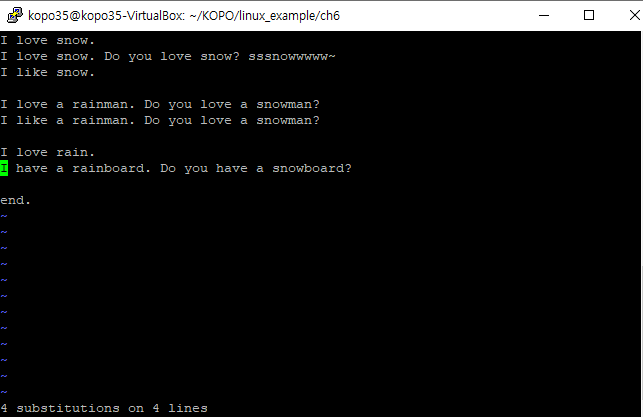 kopo35@kopo35-VirtualBox: ~/KOPO/linux_example/ch6
I love snow.
I love snow. Do you love snow? sssnowwwww~
I like snow.
I love a rainman. Do you love a snowman?
I like a rainman. Do you love a snowman?
I love rain.
I have a rainboard. Do you have a snowboard?
end.
~
~
~
~
~
~
~
~
~
~
~
~
4 substitutions on 4 lines